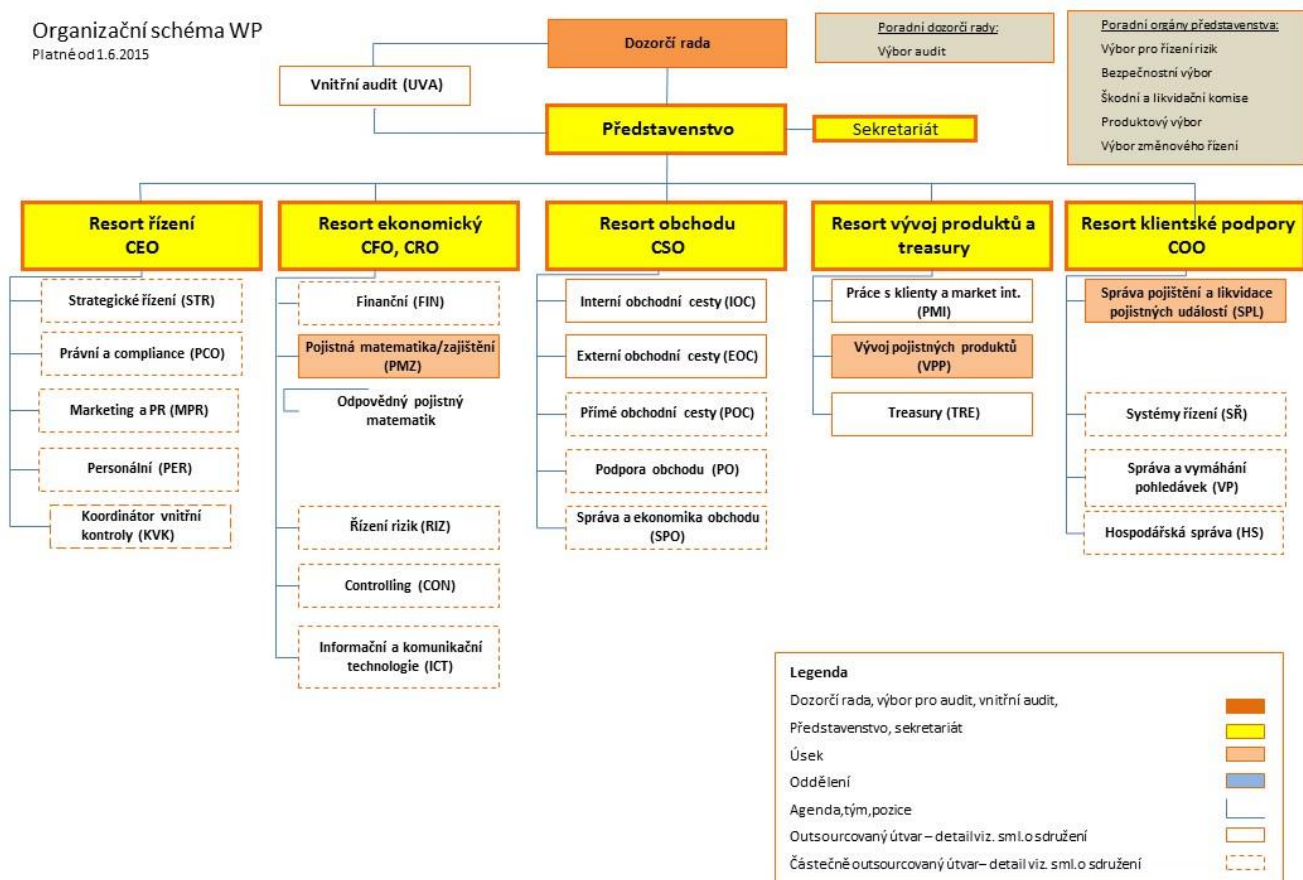 Organizační schéma WP
Platné od 1.6.2015
Dozorčí rada
Poradní dozorčí rady:
Výbor audit
Poradní orgány představenstva:
Výbor pro řízení rizik
Bezpečnostní výbor
Škodní a likvidační komise
Produktový výbor
Výbor změnového řízení
Vnitřní audit (UVA)
Představenstvo
Sekretariát
Resort řízení
CEO
Strategické řízení (STR)
Právní a compliance (PCO)
Marketing a PR (MPR)
Personální (PER)
Koordinátor vnitřní
kontroly (KVK)
Resort ekonomický
CFO, CRO
Finanční (FIN)
Pojistná matematika/zajištění
(PMZ)
Odpovědný pojistný
matematik
Řízení rizik (RIZ)
Controlling (CON)
Informační a komunikační
technologie (ICT)
Resort obchodu
CSO
Interní obchodní cesty (IOC)
Externí obchodní cesty (EOC)
Přímé obchodní cesty (POC)
Podpora obchodu (PO)
Správa a ekonomika obchodu
(SPO)
Resort vývoj produktů a
treasury
Práce s klienty a market int.
(PMI)
Vývoj pojistných produktů
(VPP)
Treasury (TRE)
Resort klientské podpory
COO
Správa pojištění a likvidace
pojistných událostí (SPL)
Systémy řízení (SŘ)
Správa a vymáhání
pohledávek (VP)
Hospodářská správa (HS)
Legenda
Dozorčí rada, výbor pro audit, vnitřní audit,
Představenstvo, sekretariát
Úsek
Oddělení
Agenda,tým,pozice
Outsourcovaný útvar – detail viz. sml.o sdružení
Částečně outsourcovaný útvar– detail viz. sml.o sdružení